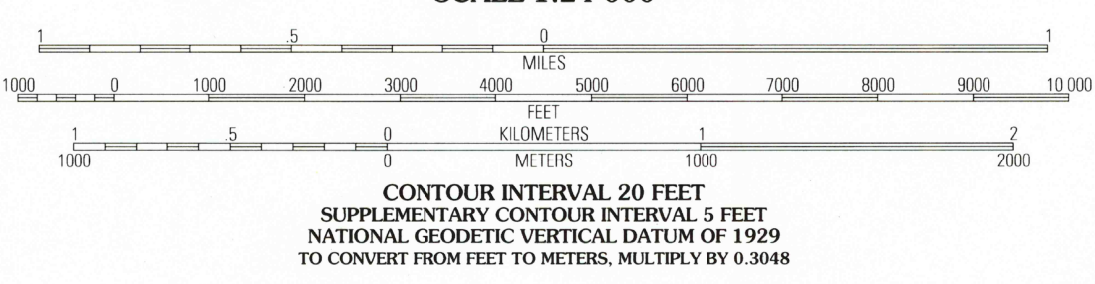 1 .5 0 1
MILES
1000 0 1000 2000 3000 4000 5000 6000 7000 8000 9000 10 000
FEET
1 .5 0 KILOMETERS 1 2
1000 0 METERS 1000 2000
CONTOUR INTERVAL 20 FEET
SUPPLEMENTARY CONTOUR INTERVAL 5 FEET
NATIONAL GEODETIC VERTICAL DATUM OF 1929
TO CONVERT FROM FEET TO METERS, MULTIPLY BY 0.3048